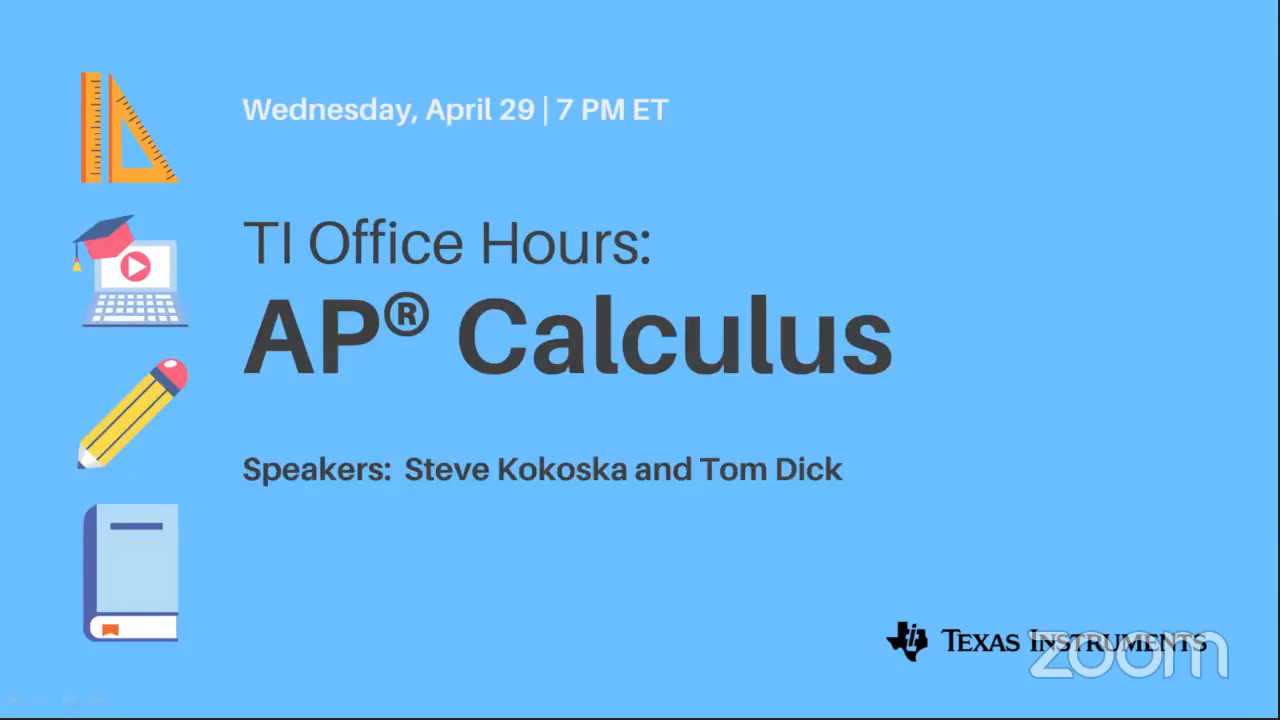 Wednesday, April 29 | 7 PM ET
TI Office Hours:
AP® Calculus
Speakers: Steve Kokoska and Tom Dick
TEXAS INSTRUMENTS
zoom